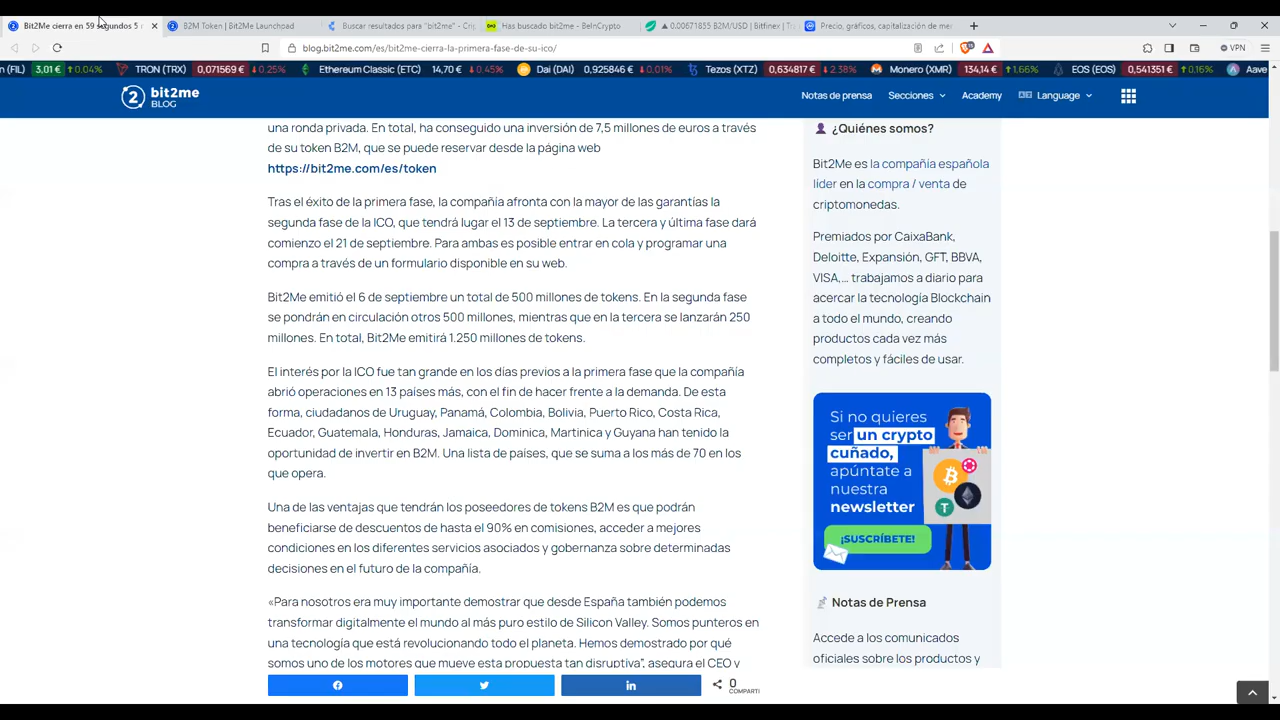 Bit2Me cierra en 59 segundos 5
B2M Token | Bit2Me Launchpad
Buscar resultados para "bit2me" - Crip
Has buscado bit2me - BeInCrypto
▲ 0.00671855 B2M/USD | Bitfinex | Tr
Precio, gráficos, capitalización de mer
blog.bit2me.com/es/bit2me-cierra-la-primera-fase-de-su-ico/
VPN
(FIL) 3,01 € ↑0,04% TRON (TRX) 0,071569 € ↓0.25% Ethereum Classic (ETC) 14,70 € ↓0.45% Dai (DAI) 0,925846 € ↓0.01% Tezos (XTZ) 0,634817 € ↓2.38% Monero (XMR) 134,14 € ↑1.66% EOS (EOS) 0,541351 € ↑0,16% Aave
bit2me
BLOG
Notas de prensa Secciones Academy Language
una ronda privada. En total, ha conseguido una inversión de 7,5 millones de euros a través
de su token B2M, que se puede reservar desde la página web
https://bit2me.com/es/token
Tras el éxito de la primera fase, la compañía afronta con la mayor de las garantías la
segunda fase de la ICO, que tendrá lugar el 13 de septiembre. La tercera y última fase dará
comienzo el 21 de septiembre. Para ambas es posible entrar en cola y programar una
compra a través de un formulario disponible en su web.
Bit2Me emitió el 6 de septiembre un total de 500 millones de tokens. En la segunda fase
se pondrán en circulación otros 500 millones, mientras que en la tercera se lanzarán 250
millones. En total, Bit2Me emitirá 1.250 millones de tokens.
El interés por la ICO fue tan grande en los días previos a la primera fase que la compañía
abrió operaciones en 13 países más, con el fin de hacer frente a la demanda. De esta
forma, ciudadanos de Uruguay, Panamá, Colombia, Bolivia, Puerto Rico, Costa Rica,
Ecuador, Guatemala, Honduras, Jamaica, Dominica, Martinica y Guyana han tenido la
oportunidad de invertir en B2M. Una lista de países, que se suma a los más de 70 en los
que opera.
Una de las ventajas que tendrán los poseedores de tokens B2M es que podrán
beneficiarse de descuentos de hasta el 90% en comisiones, acceder a mejores
condiciones en los diferentes servicios asociados y gobernanza sobre determinadas
decisiones en el futuro de la compañía.
«Para nosotros era muy importante demostrar que desde España también podemos
transformar digitalmente el mundo al más puro estilo de Silicon Valley. Somos punteros en
una tecnología que está revolucionando todo el planeta. Hemos demostrado por qué
somos uno de los motores que mueve esta propuesta tan disruptiva”, asegura el CEO y
0
COMPARTI
¿Quiénes somos?
Bit2Me es la compañía española
líder en la compra / venta de
criptomonedas.
Premiados por CaixaBank,
Deloitte, Expansión, GFT, BBVA,
VISA,... trabajamos a diario para
acercar la tecnología Blockchain
a todo el mundo, creando
productos cada vez más
completos y fáciles de usar.
Si no quieres
ser un crypto
cuñado,
apúntate a
nuestra
newsletter
¡SUSCRÍBETE!
Notas de Prensa
Accede a los comunicados
oficiales sobre los productos y